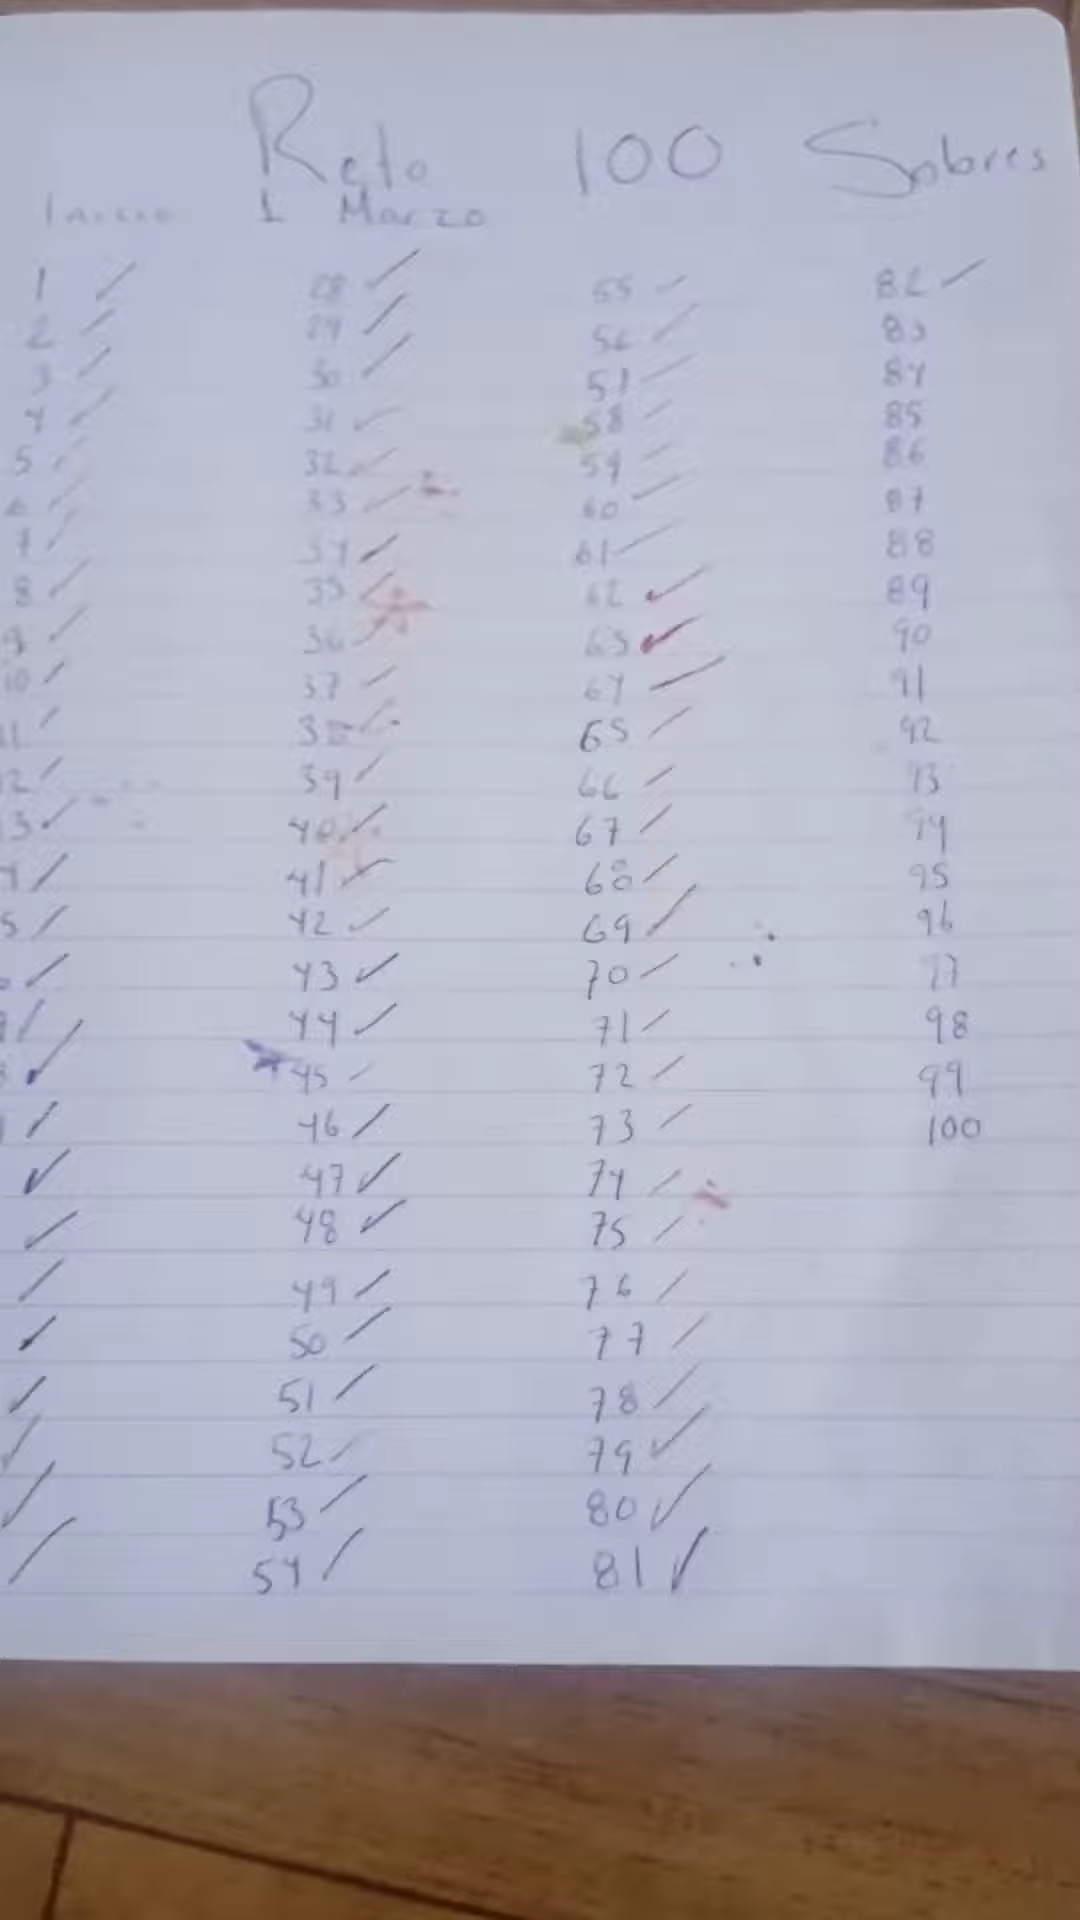 Reto 100 Sobres
Inicio 1 Marzo
1 ✓ 28 ✓ 55 ✓ 82 ✓
2 ✓ 29 ✓ 56 ✓ 83
3 ✓ 30 ✓ 57 ✓ 84
4 ✓ 31 ✓ 58 ✓ 85
5 ✓ 32 ✓ 59 ✓ 86
6 ✓ 33 ✓ 60 ✓ 87
7 ✓ 34 ✓ 61 ✓ 88
8 ✓ 35 ✓ 62 ✓ 89
9 ✓ 36 ✓ 63 ✓ 90
10 ✓ 37 ✓ 64 ✓ 91
11 ✓ 38 ✓ 65 ✓ 92
12 ✓ 39 ✓ 66 ✓ 93
13 ✓ 40 ✓ 67 ✓ 94
4 ✓ 41 ✓ 68 ✓ 95
5 ✓ 42 ✓ 69 ✓ 96
✓ 43 ✓ 70 ✓ 97
✓ 44 ✓ 71 ✓ 98
✓ 45 ✓ 72 ✓ 99
✓ 46 ✓ 73 ✓ 100
✓ 47 ✓ 74 ✓
✓ 48 ✓ 75 ✓
✓ 49 ✓ 76 ✓
✓ 50 ✓ 77 ✓
✓ 51 ✓ 78 ✓
✓ 52 ✓ 79 ✓
✓ 53 ✓ 80 ✓
✓ 54 ✓ 81 ✓